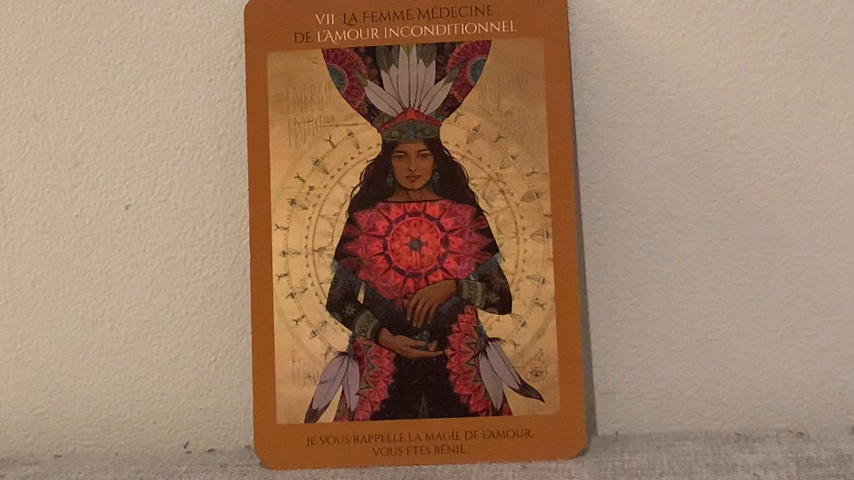 VII LA FEMME MÉDECINE
DE L'AMOUR INCONDITIONNEL
JE VOUS RAPPELLE LA MAGIE DE L'AMOUR.
VOUS ÊTES BÉNIE.